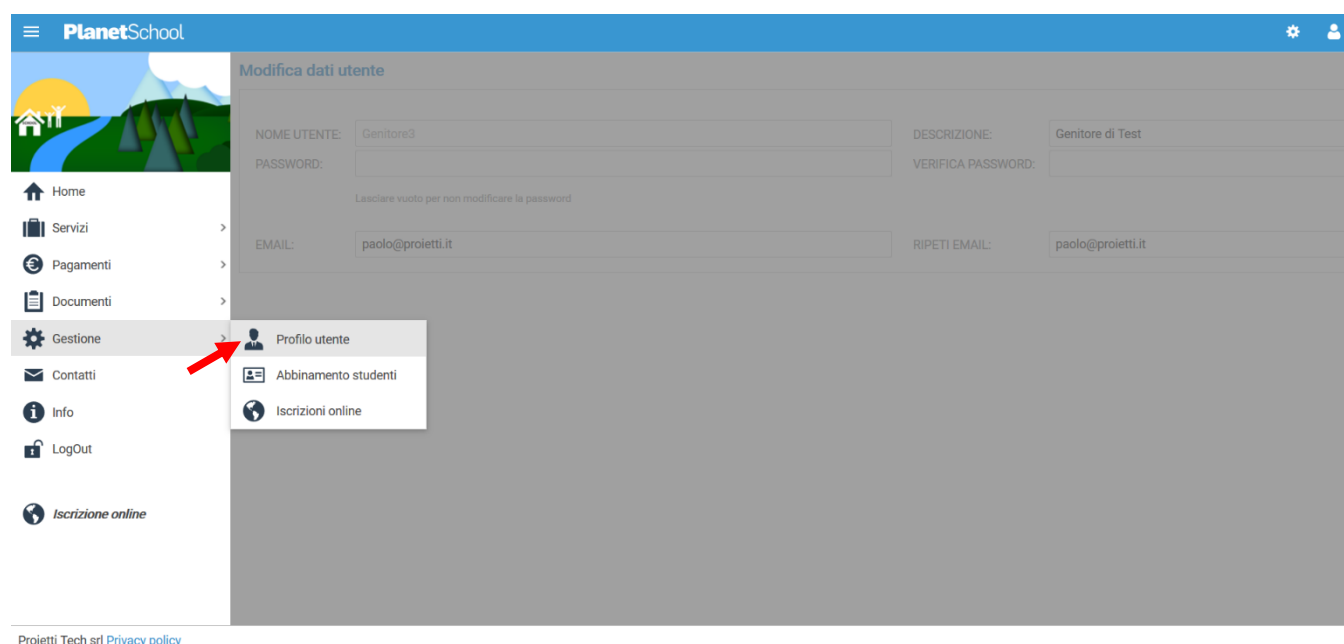 PlanetSchool
Modifica dati utente
NOME UTENTE: Genitore3 DESCRIZIONE: Genitore di Test
PASSWORD: VERIFICA PASSWORD:
Lasciare vuoto per non modificare la password
EMAIL: paolo@proietti.it RIPETI EMAIL: paolo@proietti.it
Home
Servizi
Pagamenti
Documenti
Gestione
Profilo utente
Abbinamento studenti
Iscrizioni online
Contatti
Info
LogOut
Iscrizione online
Proietti Tech srl Privacy policy